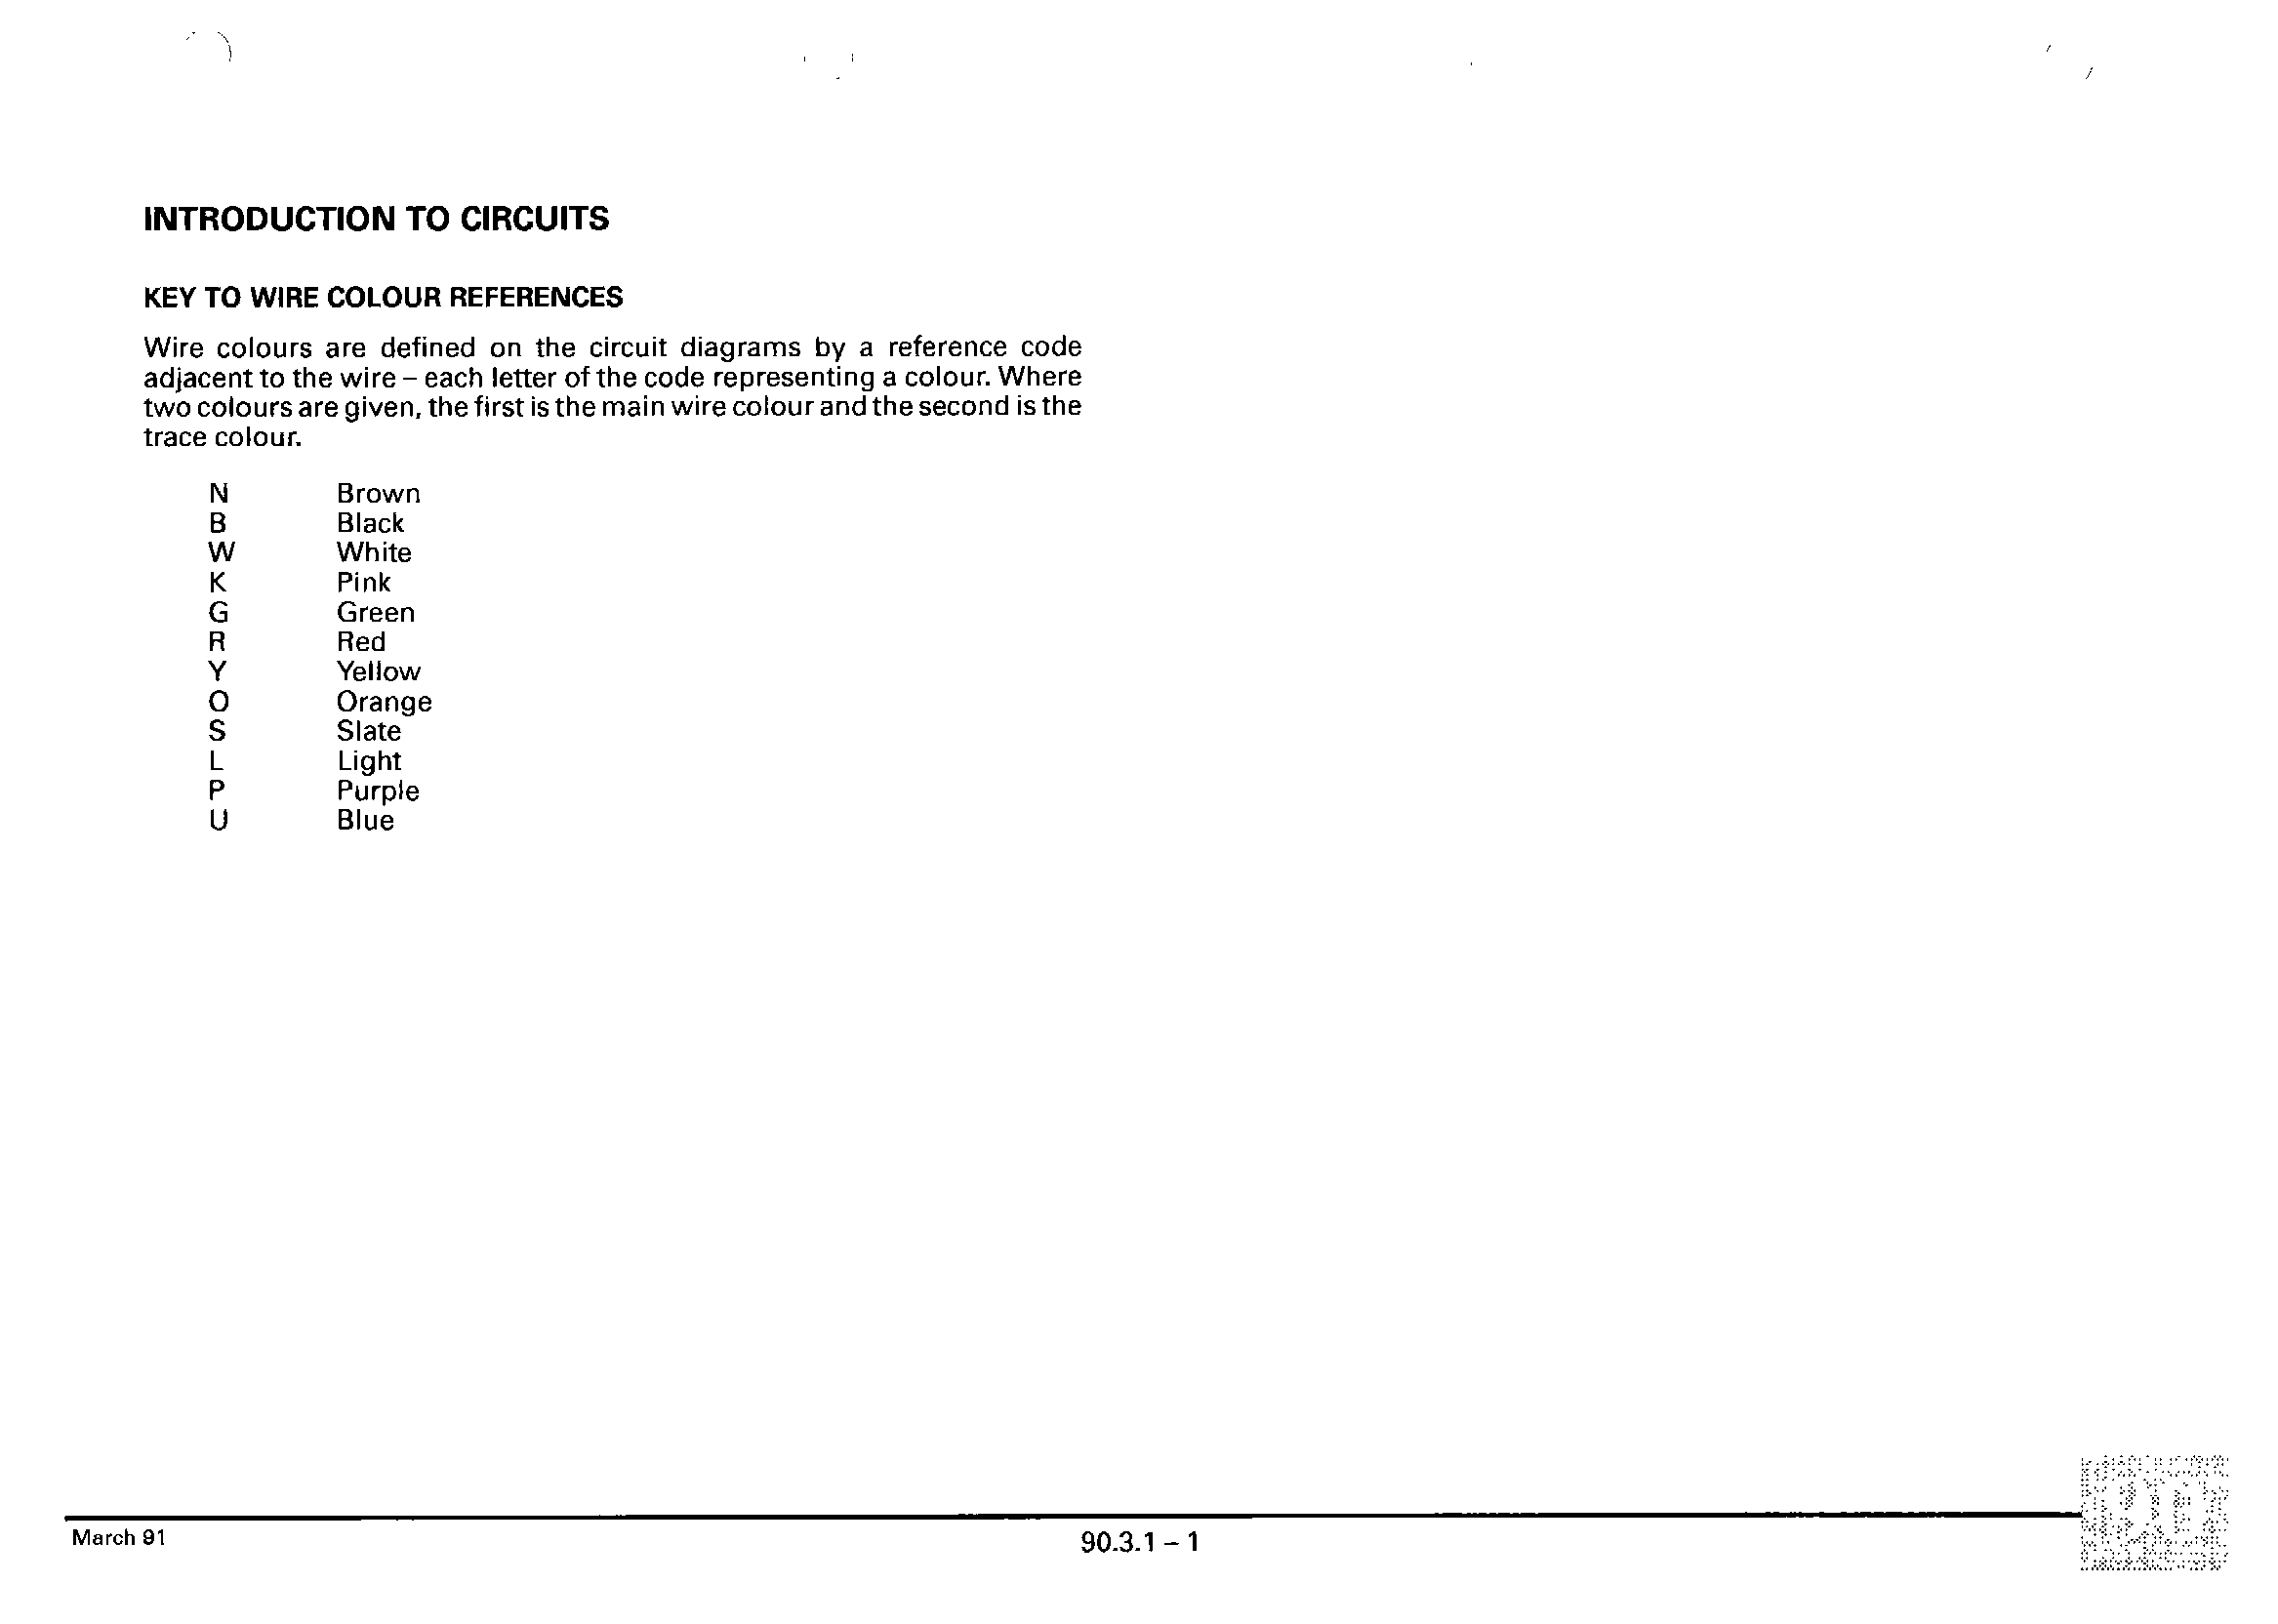 INTRODUCTION TO CIRCUITS
KEY TO WIRE COLOUR REFERENCES
Wire colours are defined on the circuit diagrams by a reference code
adjacent to the wire – each letter of the code representing a colour. Where
two colours are given, the first is the main wire colour and the second is the
trace colour.
N Brown
B Black
W White
K Pink
G Green
R Red
Y Yellow
O Orange
S Slate
L Light
P Purple
U Blue
March 91
90.3.1 – 1